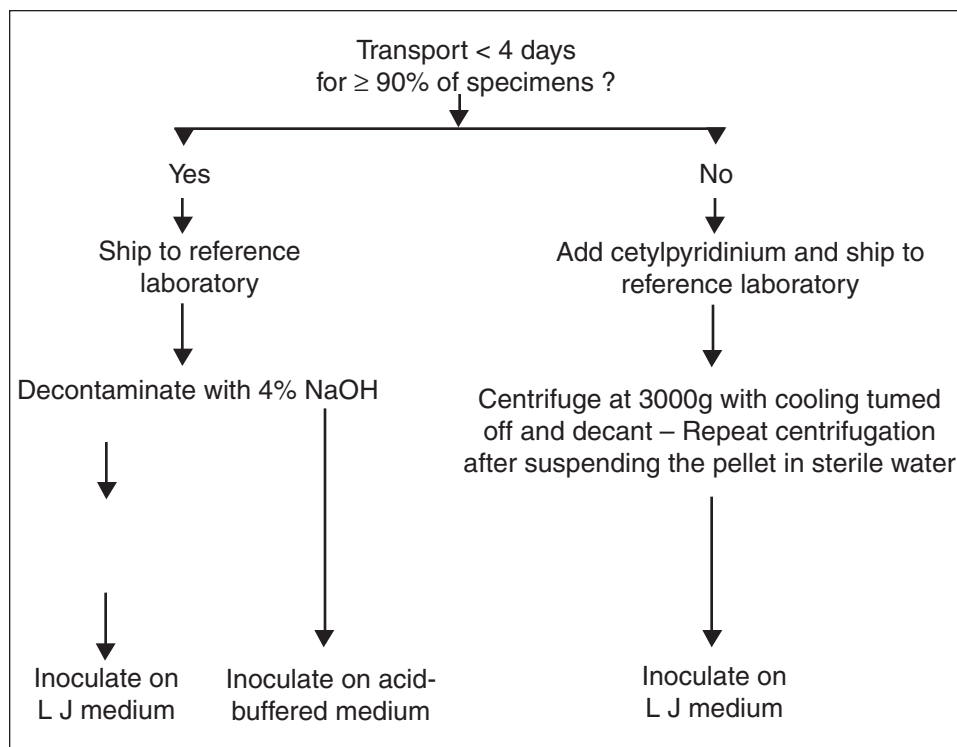 Transport < 4 days
for ≥ 90% of specimens ?
Yes
No
Ship to reference
laboratory
Add cetylpyridinium and ship to
reference laboratory
Decontaminate with 4% NaOH
Centrifuge at 3000g with cooling tumed
off and decant – Repeat centrifugation
after suspending the pellet in sterile water
Inoculate on
L J medium
Inoculate on acid-
buffered medium
Inoculate on
L J medium